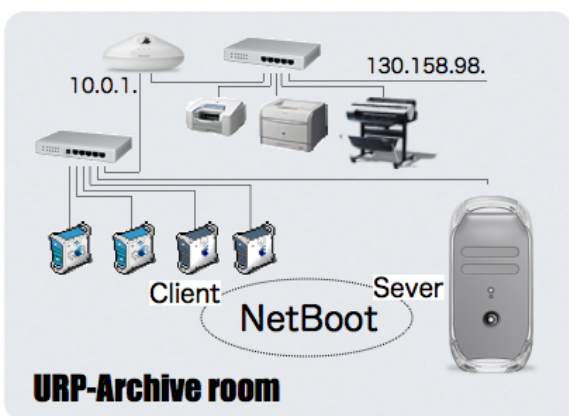 130.158.98.
10.0.1.
Client
Sever
NetBoot
URP-Archive room